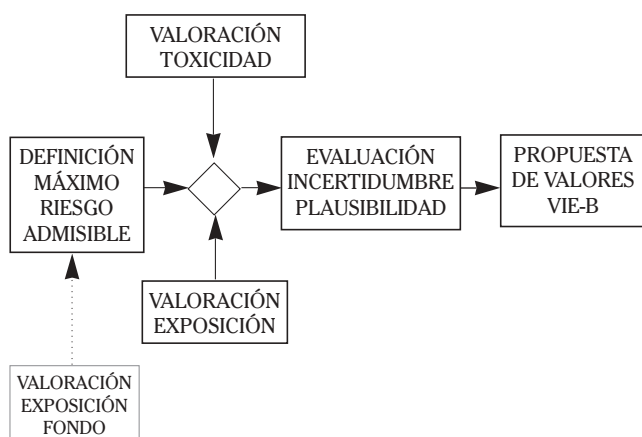 VALORACIÓN
TOXICIDAD
DEFINICIÓN
MÁXIMO
RIESGO
ADMISIBLE
EVALUACIÓN
INCERTIDUMBRE
PLAUSIBILIDAD
PROPUESTA
DE VALORES
VIE-B
VALORACIÓN
EXPOSICIÓN
VALORACIÓN
EXPOSICIÓN
FONDO